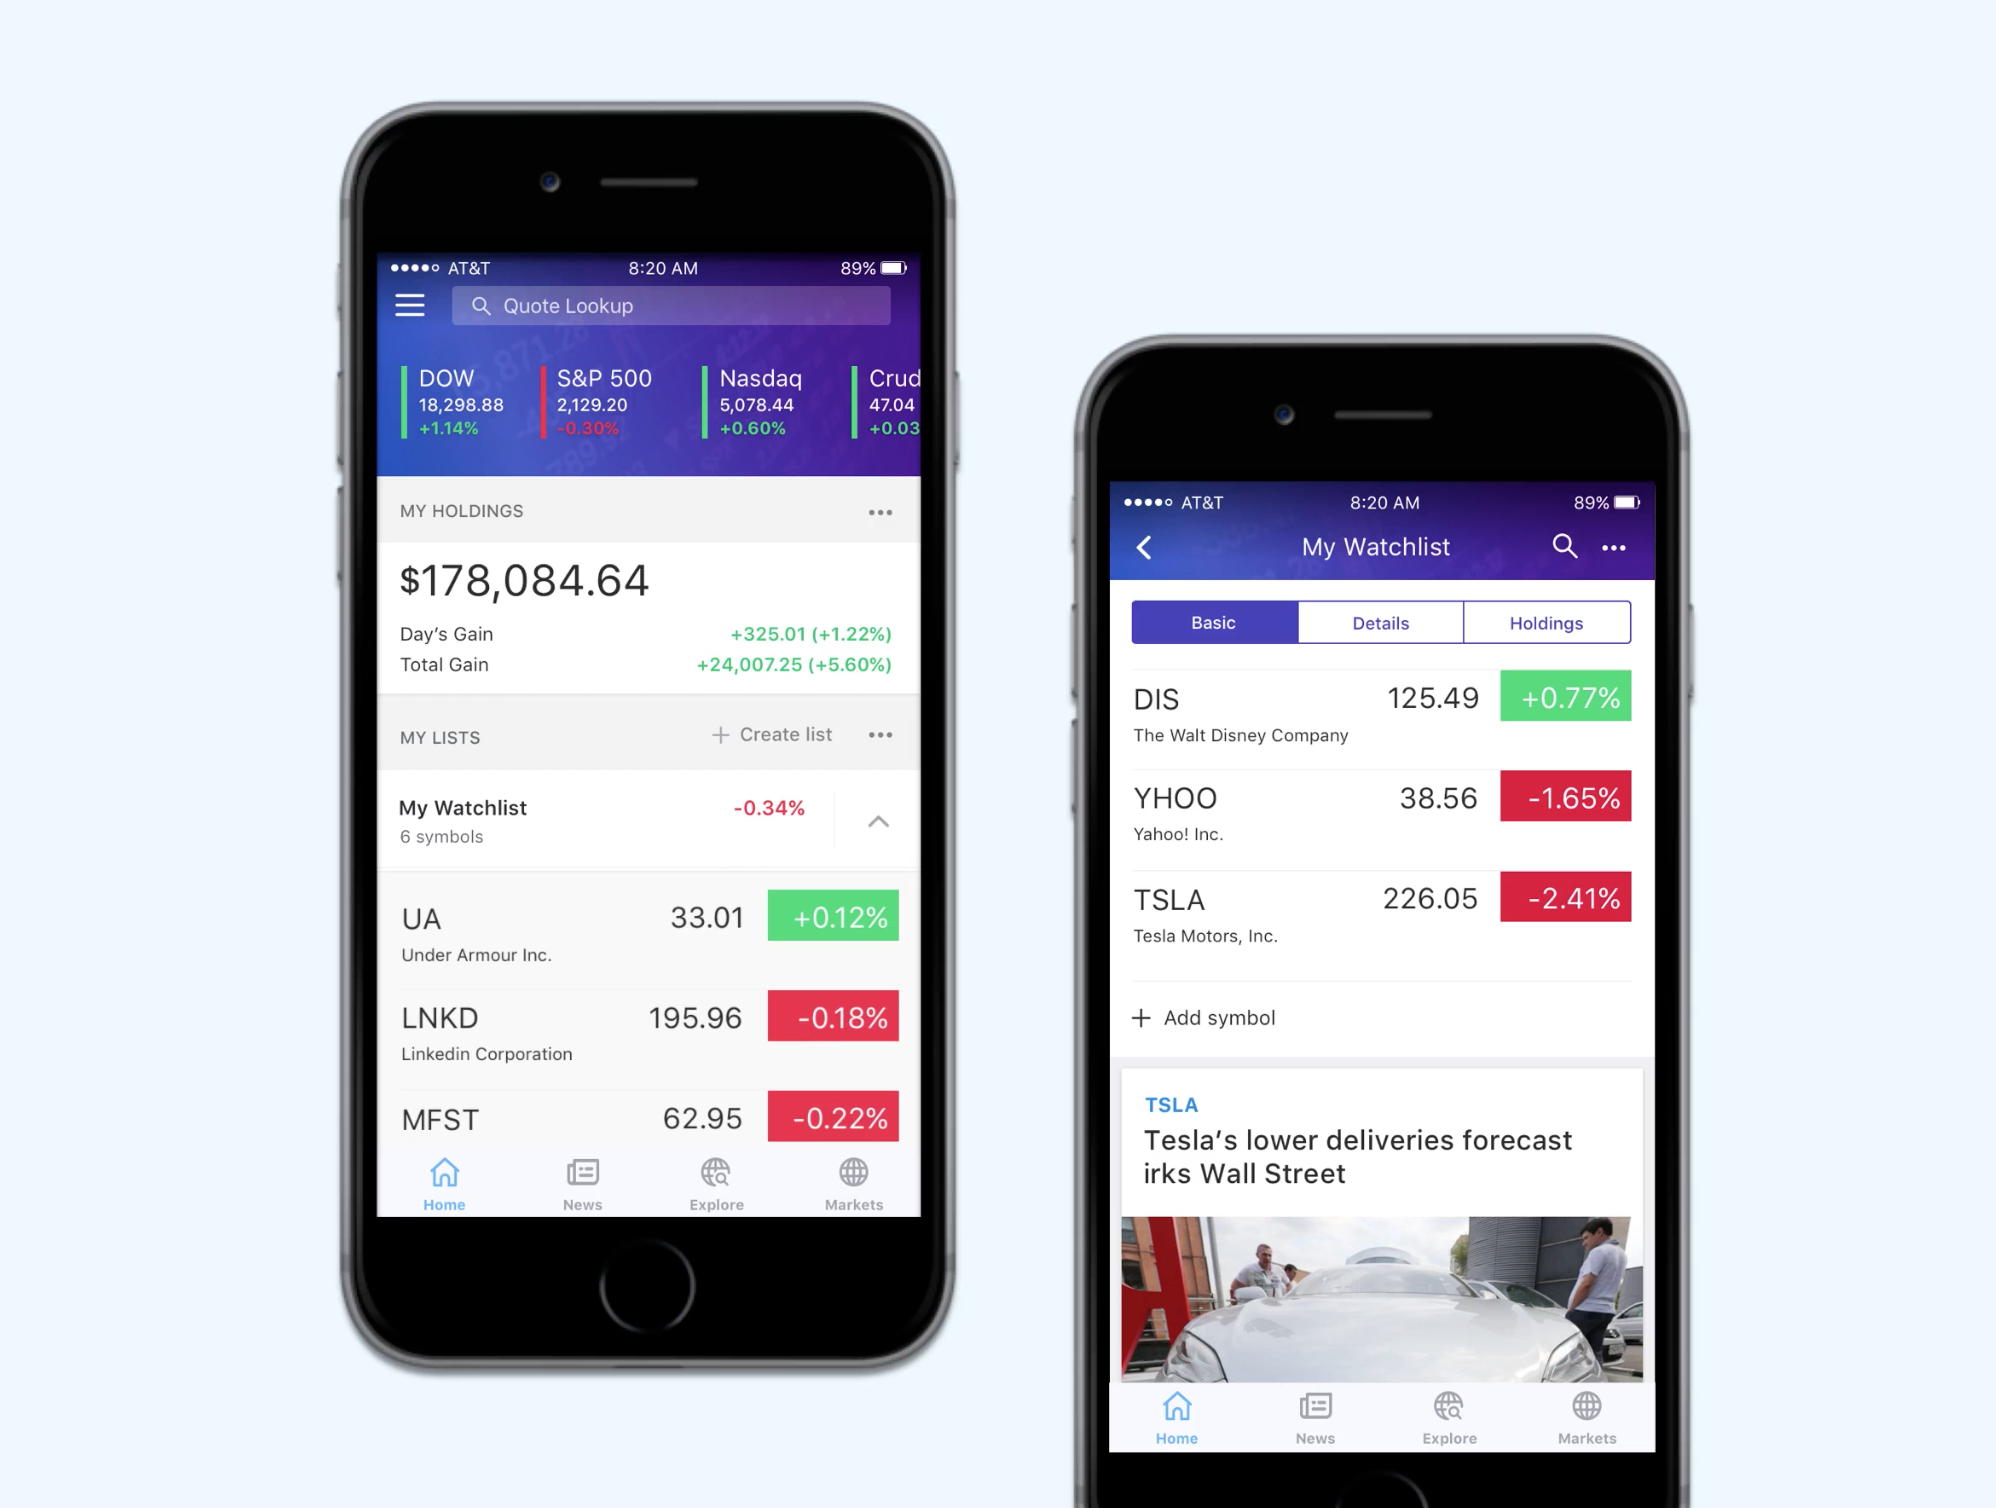 AT&T 8:20 AM 89%
Quote Lookup
DOW S&P 500 Nasdaq Crud
18,298.88 2,129.20 5,078.44 47.04
+1.14% -0.30% +0.60% +0.03
MY HOLDINGS
$178,084.64
Day's Gain +325.01 (+1.22%)
Total Gain +24,007.25 (+5.60%)
MY LISTS + Create list
My Watchlist -0.34%
6 symbols
UA 33.01 +0.12%
Under Armour Inc.
LNKD 195.96 -0.18%
Linkedin Corporation
MFST 62.95 -0.22%
Home News Explore Markets
AT&T 8:20 AM 89%
My Watchlist
Basic Details Holdings
DIS 125.49 +0.77%
The Walt Disney Company
YHOO 38.56 -1.65%
Yahoo! Inc.
TSLA 226.05 -2.41%
Tesla Motors, Inc.
+ Add symbol
TSLA
Tesla's lower deliveries forecast
irks Wall Street
Home News Explore Markets